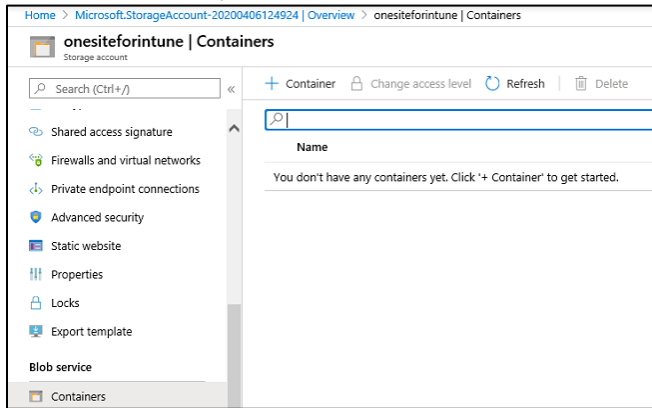 Home > Microsoft.StorageAccount-20200406124924 | Overview > onesiteforintune | Containers
onesiteforintune | Containers
Storage account
Search (Ctrl+/)
«
+ Container
Change access level
Refresh
Delete
Shared access signature
Firewalls and virtual networks
Name
Private endpoint connections
You don't have any containers yet. Click '+ Container' to get started.
Advanced security
Static website
Properties
Locks
Export template
Blob service
Containers